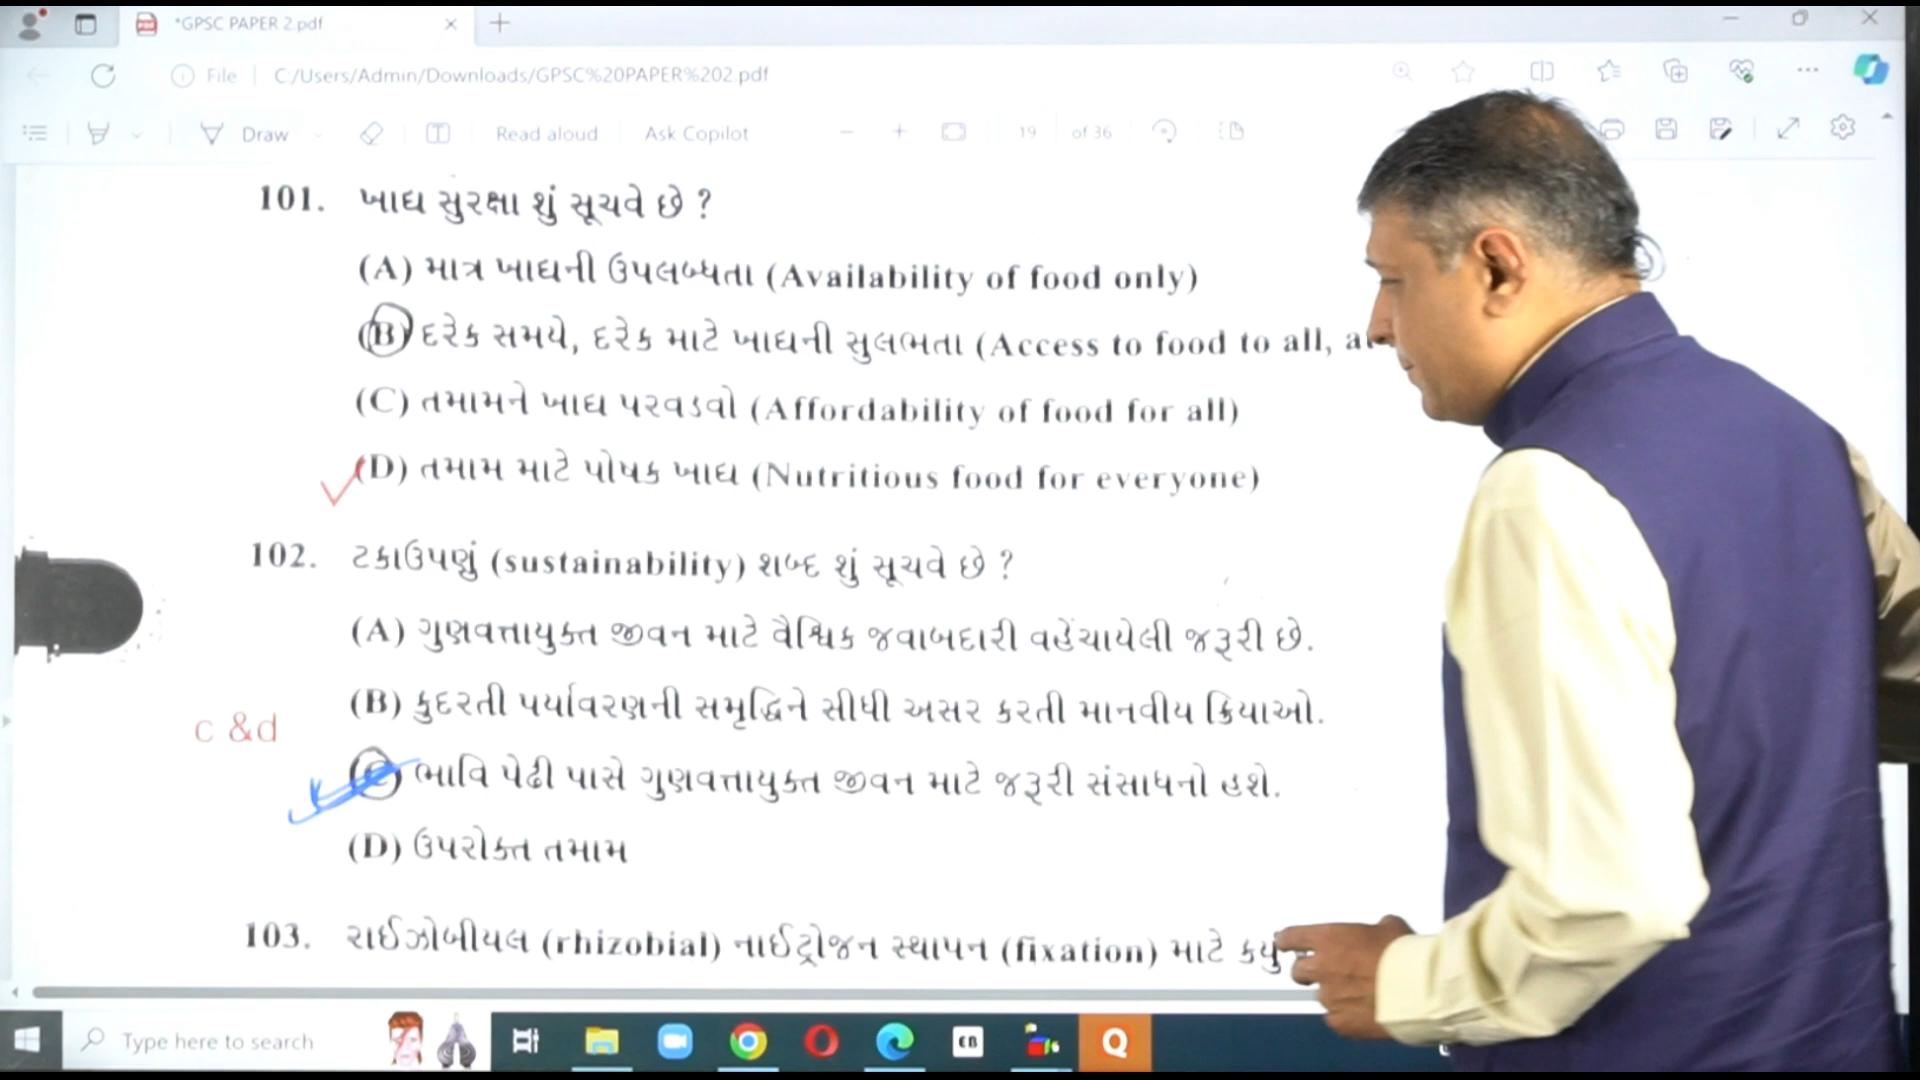 *GPSC PAPER 2.pdf
File C:/Users/Admin/Downloads/GPSC%20PAPER%202.pdf
Draw Read aloud Ask Copilot 19 of 36
101. ખાદ્ય સુરક્ષા શું સૂચવે છે ?
(A) માત્ર ખાદ્યની ઉપલબ્ધતા (Availability of food only)
(B) દરેક સમયે, દરેક માટે ખાદ્યની સુલભતા (Access to food to all,
(C) તમામને ખાદ્ય પરવડવો (Affordability of food for all)
(D) તમામ માટે પોષક ખાદ્ય (Nutritious food for everyone)
102. ટકાઉપણું (sustainability) શબ્દ શું સૂચવે છે ?
(A) ગુણવત્તાયુક્ત જીવન માટે વૈશ્વિક જવાબદારી વહેંચાયેલી જરૂરી છે.
(B) કુદરતી પર્યાવરણની સમૃદ્ધિને સીધી અસર કરતી માનવીય ક્રિયાઓ.
c &d
(C) ભાવિ પેઢી પાસે ગુણવત્તાયુક્ત જીવન માટે જરૂરી સંસાધનો હશે.
(D) ઉપરોક્ત તમામ
103. રાઈઝોબીયલ (rhizobial) નાઈટ્રોજન સ્થાપન (fixation) માટે કયુ
Type here to search